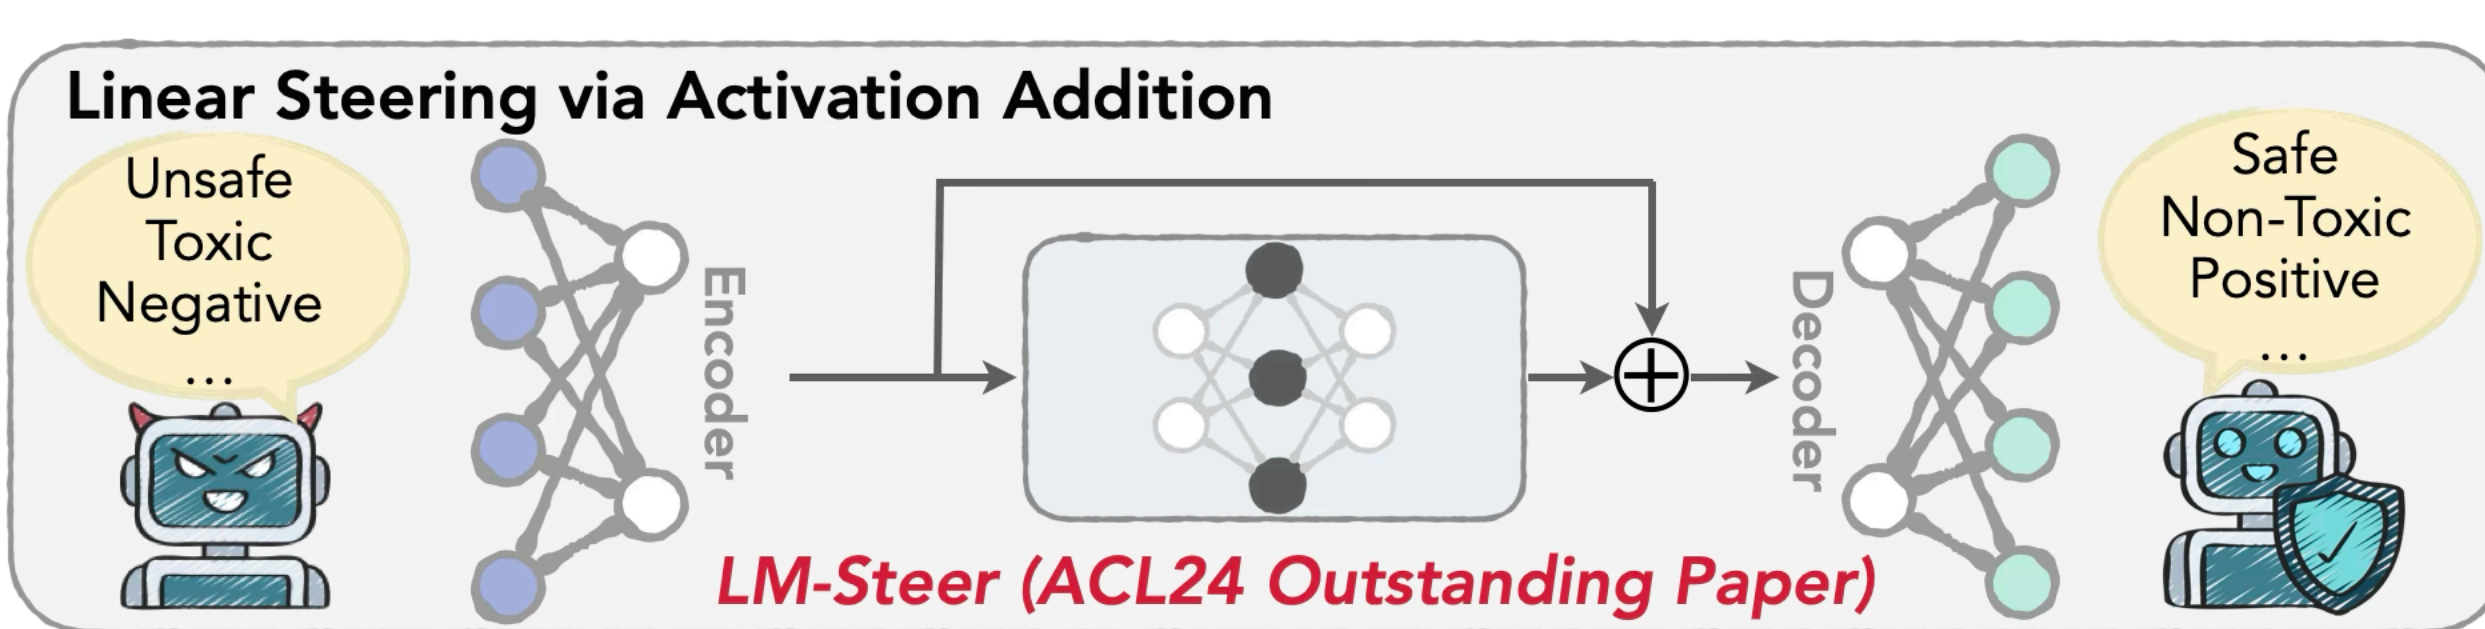 Linear Steering via Activation Addition
Unsafe
Toxic
Negative
...
Encoder
Decoder
Safe
Non-Toxic
Positive
...
LM-Steer (ACL24 Outstanding Paper)